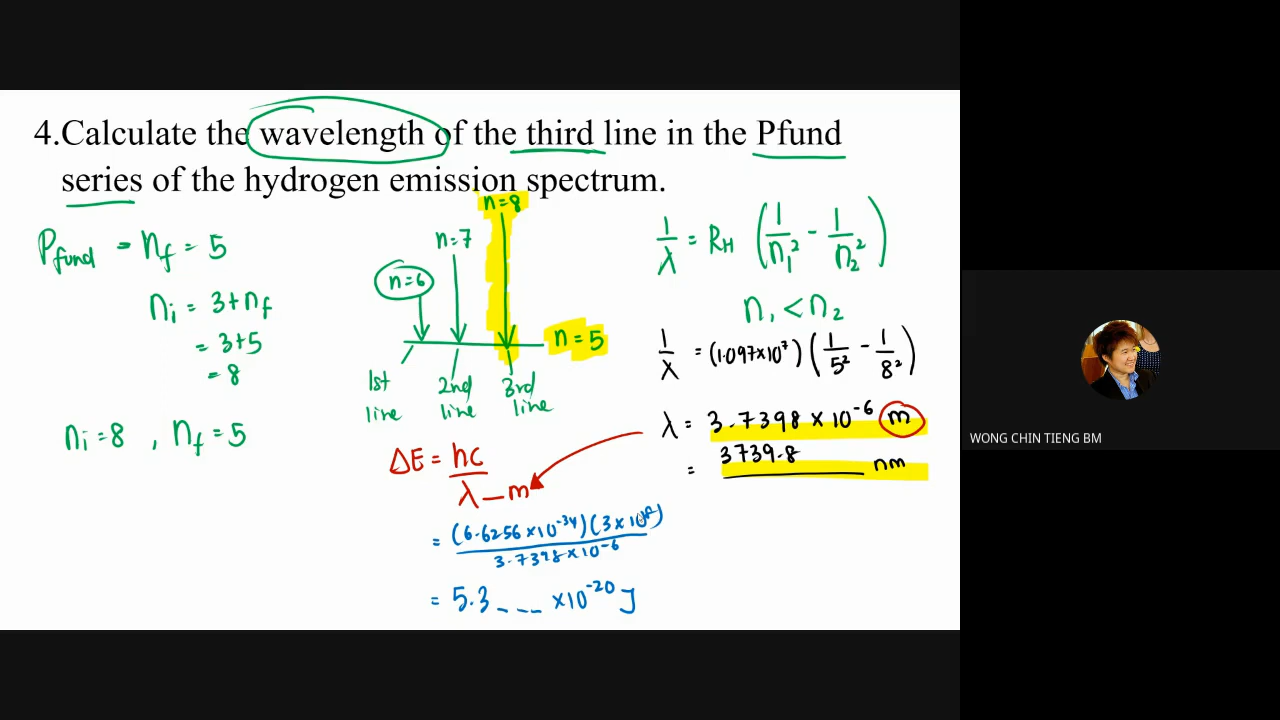 4.Calculate the wavelength of the third line in the Pfund
series of the hydrogen emission spectrum.
Pfund - nf = 5
ni = 3+nf
= 3+5
= 8
ni=8 , nf=5
n=8
n=7
n=6
n=5
1st line
2nd line
3rd line
ΔE = hc/λ – m
= (6.6256×10⁻³⁴)(3×10⁸)/3.7398×10⁻⁶
= 5.3_ _ _ ×10⁻²⁰ J
1/λ = RH (1/n₁² - 1/n₂²)
n₁ < n₂
1/λ = (1.097×10⁷)(1/5² - 1/8²)
λ = 3.7398 × 10⁻⁶ m
= 3739.8 nm
WONG CHIN TIENG BM